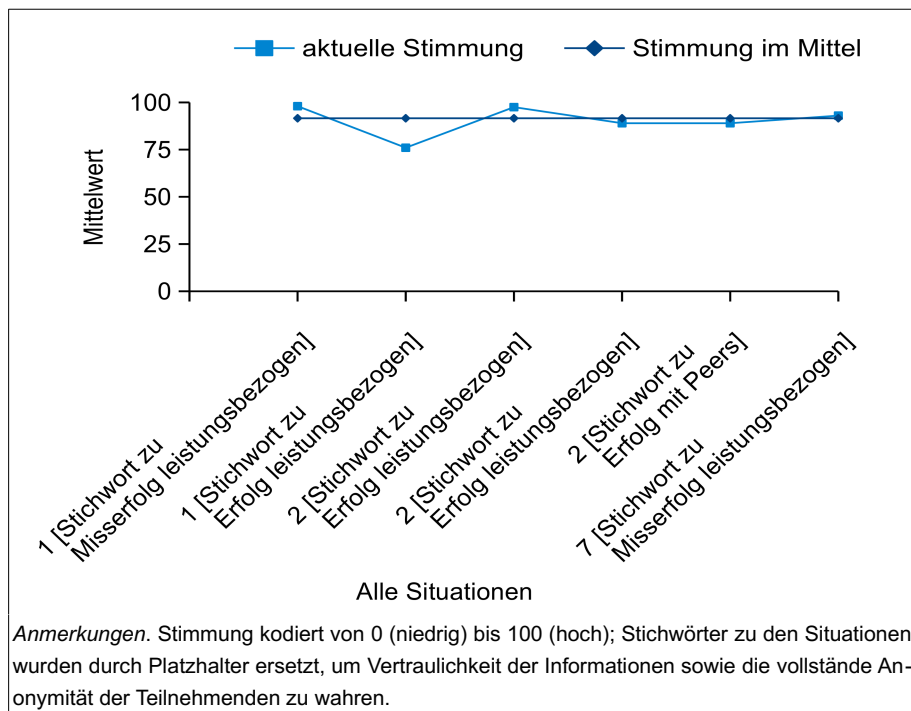 aktuelle Stimmung
Stimmung im Mittel
100
75
50
25
0
Mittelwert
1 [Stichwort zu
Misserfolg leistungsbezogen]
1 [Stichwort zu
Erfolg leistungsbezogen]
2 [Stichwort zu
Erfolg leistungsbezogen]
2 [Stichwort zu
Erfolg leistungsbezogen]
2 [Stichwort zu
Erfolg mit Peers]
7 [Stichwort zu
Misserfolg leistungsbezogen]
Alle Situationen
Anmerkungen. Stimmung kodiert von 0 (niedrig) bis 100 (hoch); Stichwörter zu den Situationen
wurden durch Platzhalter ersetzt, um Vertraulichkeit der Informationen sowie die vollstände An-
onymität der Teilnehmenden zu wahren.